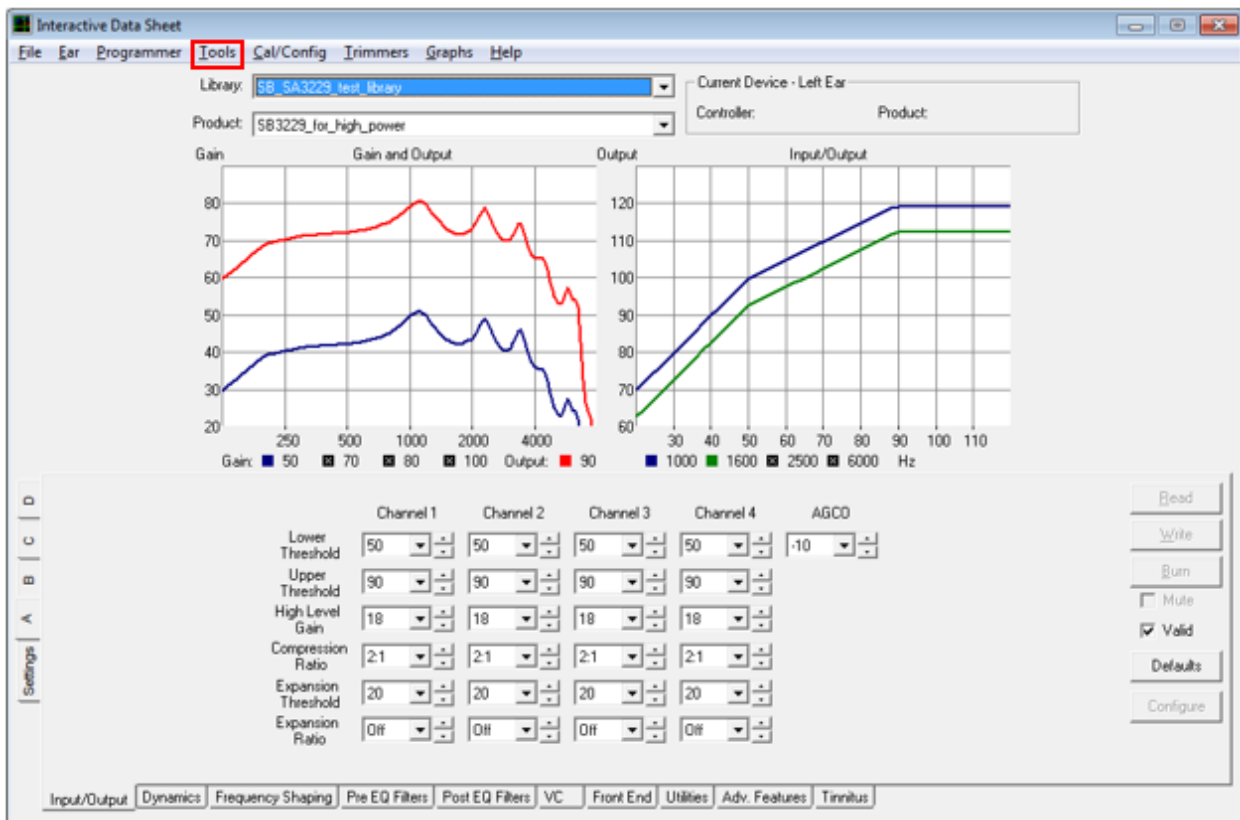 Interactive Data Sheet
File Ear Programmer Tools Cal/Config Trimmers Graphs Help
Library: SB_SA3229_test_library
Current Device - Left Ear
Controller: Product:
Product: SB3229_for_high_power
Gain Gain and Output Output Input/Output
80 120
70 110
60 100
50 90
40 80
30 70
20 60
250 500 1000 2000 4000 30 40 50 60 70 80 90 100 110
Gain: 50 70 80 100 Output: 90 1000 1600 2500 6000 Hz
D
C
B
A
Settings
Channel 1 Channel 2 Channel 3 Channel 4 AGCO
Lower Threshold 50 50 50 50 -10
Upper Threshold 90 90 90 90
High Level Gain 18 18 18 18
Compression Ratio 2:1 2:1 2:1 2:1
Expansion Threshold 20 20 20 20
Expansion Ratio Off Off Off Off
Read
Write
Burn
Mute
Valid
Defaults
Configure
Input/Output Dynamics Frequency Shaping Pre EQ Filters Post EQ Filters VC Front End Utilities Adv. Features Tinnitus